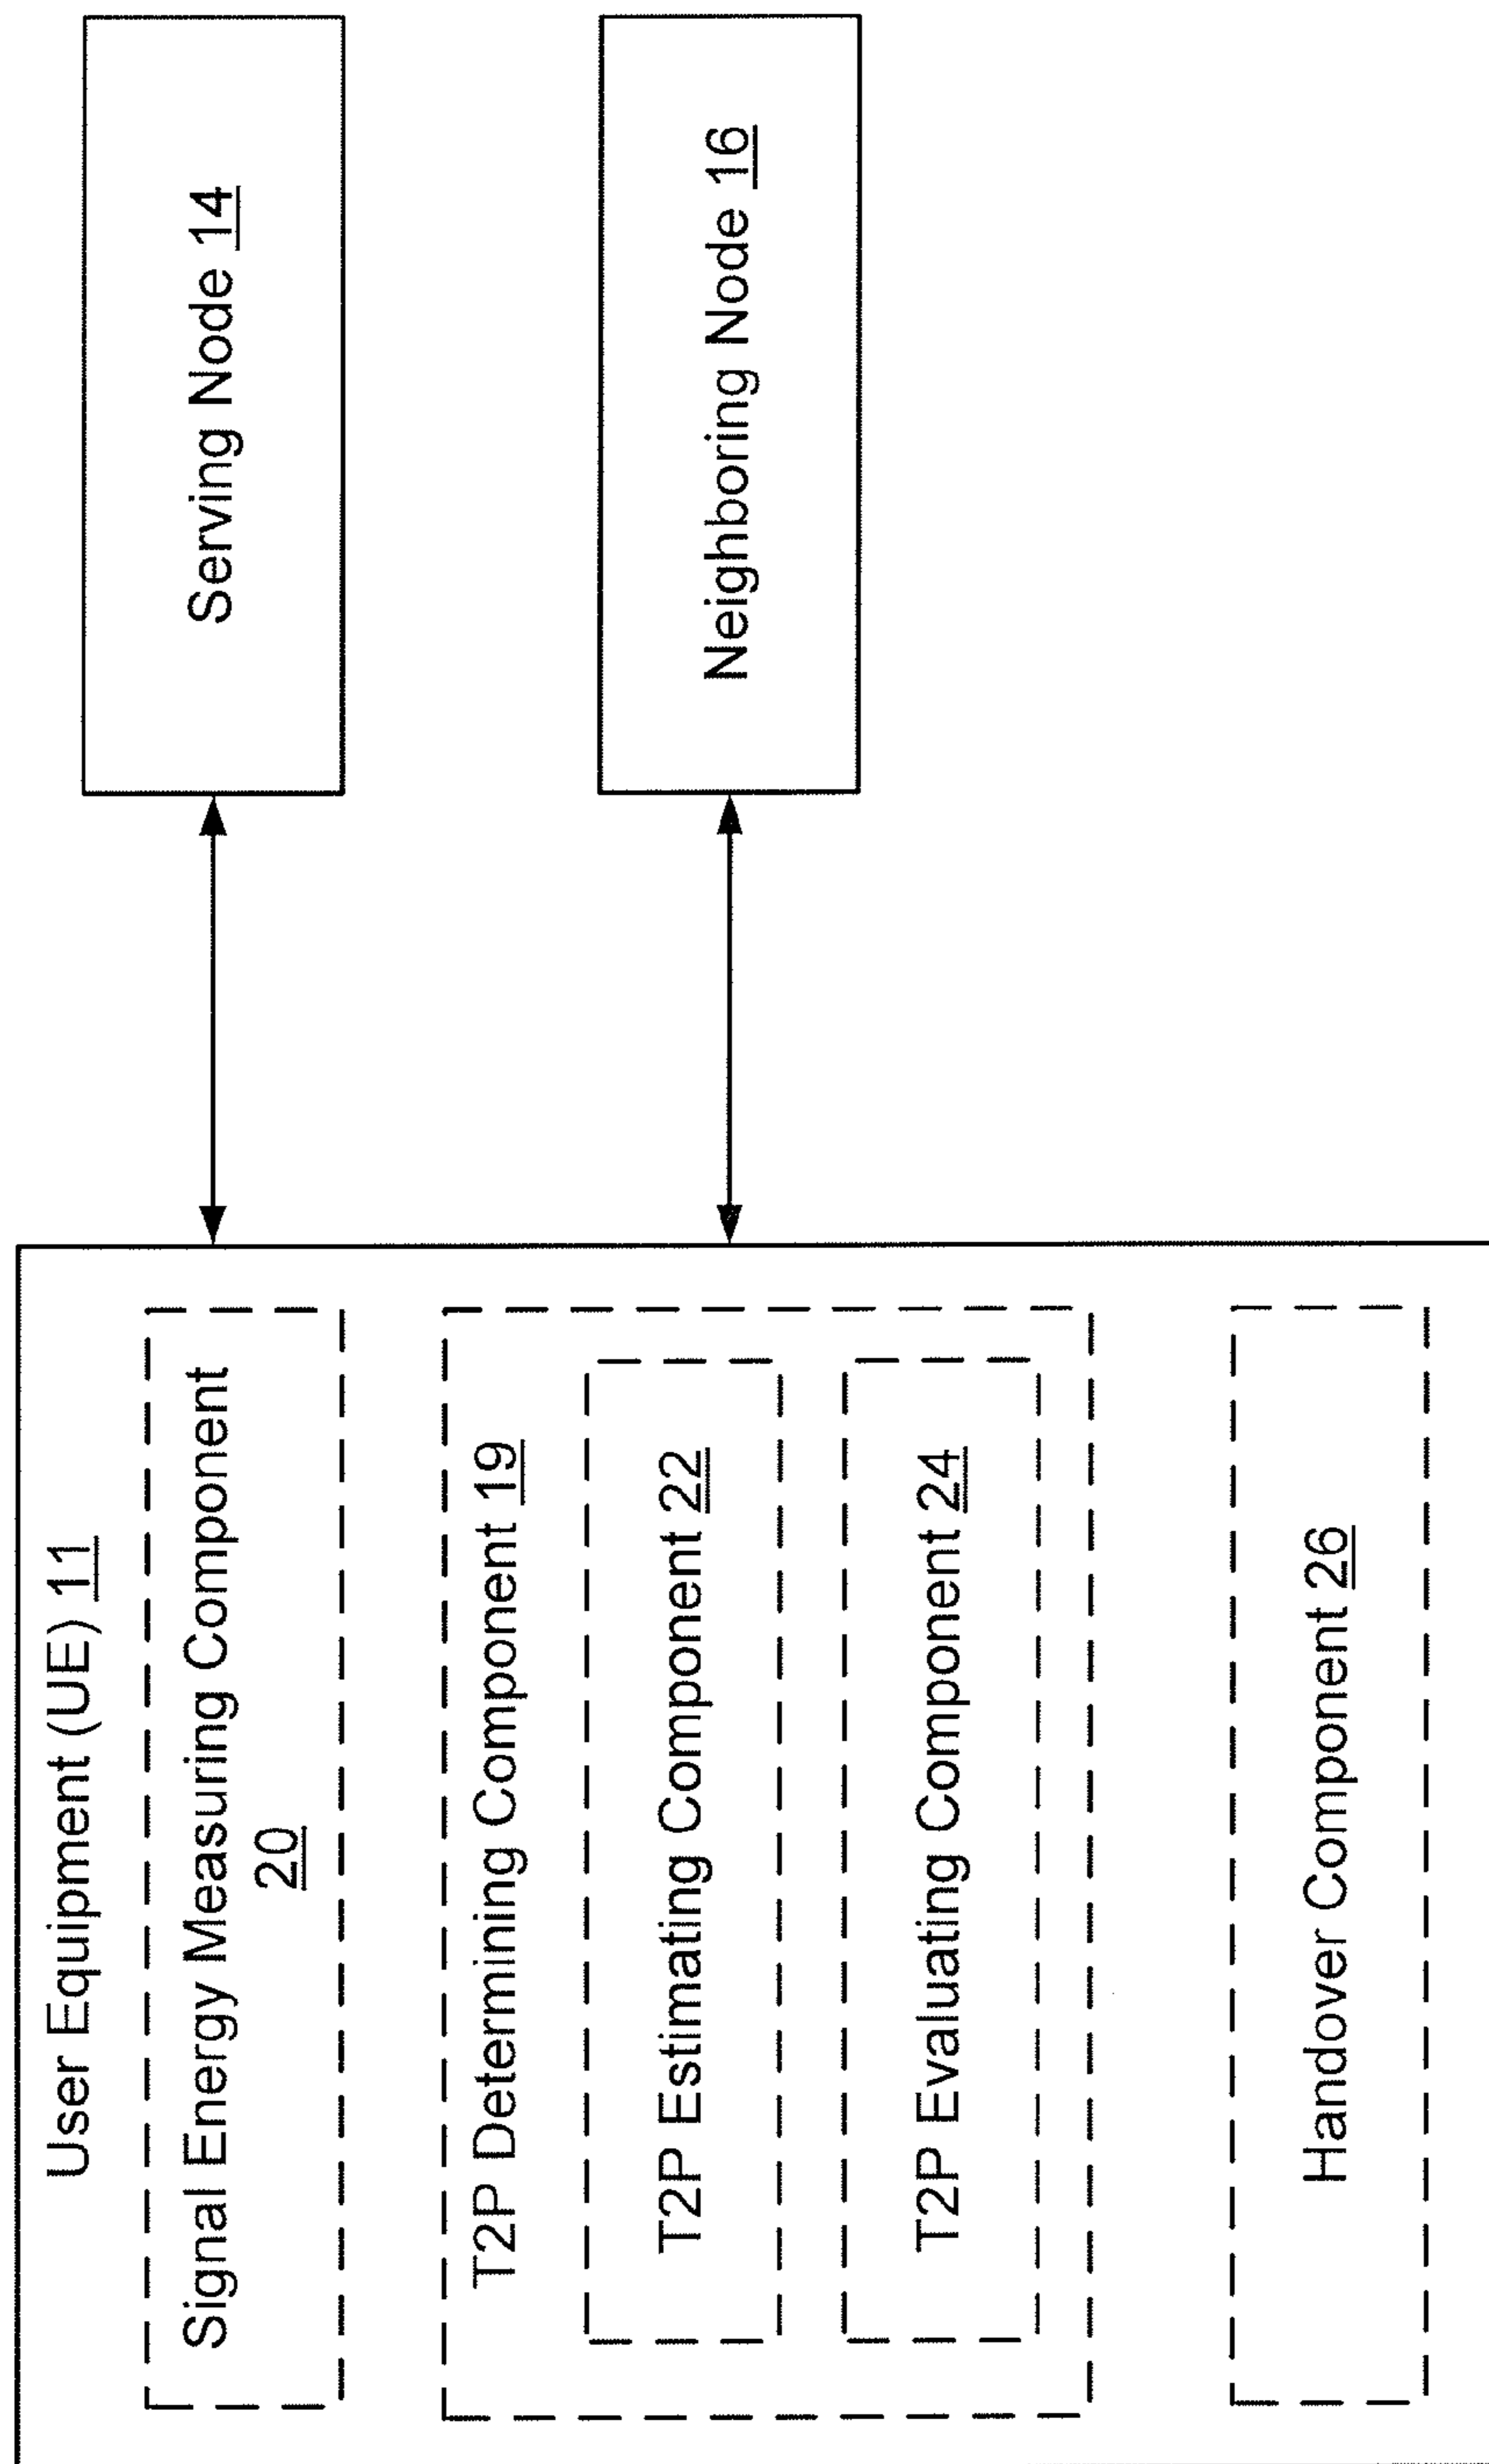 User Equipment (UE) 11
Signal Energy Measuring Component
20
T2P Determining Component 19
T2P Estimating Component 22
T2P Evaluating Component 24
Handover Component 26
Serving Node 14
Neighboring Node 16